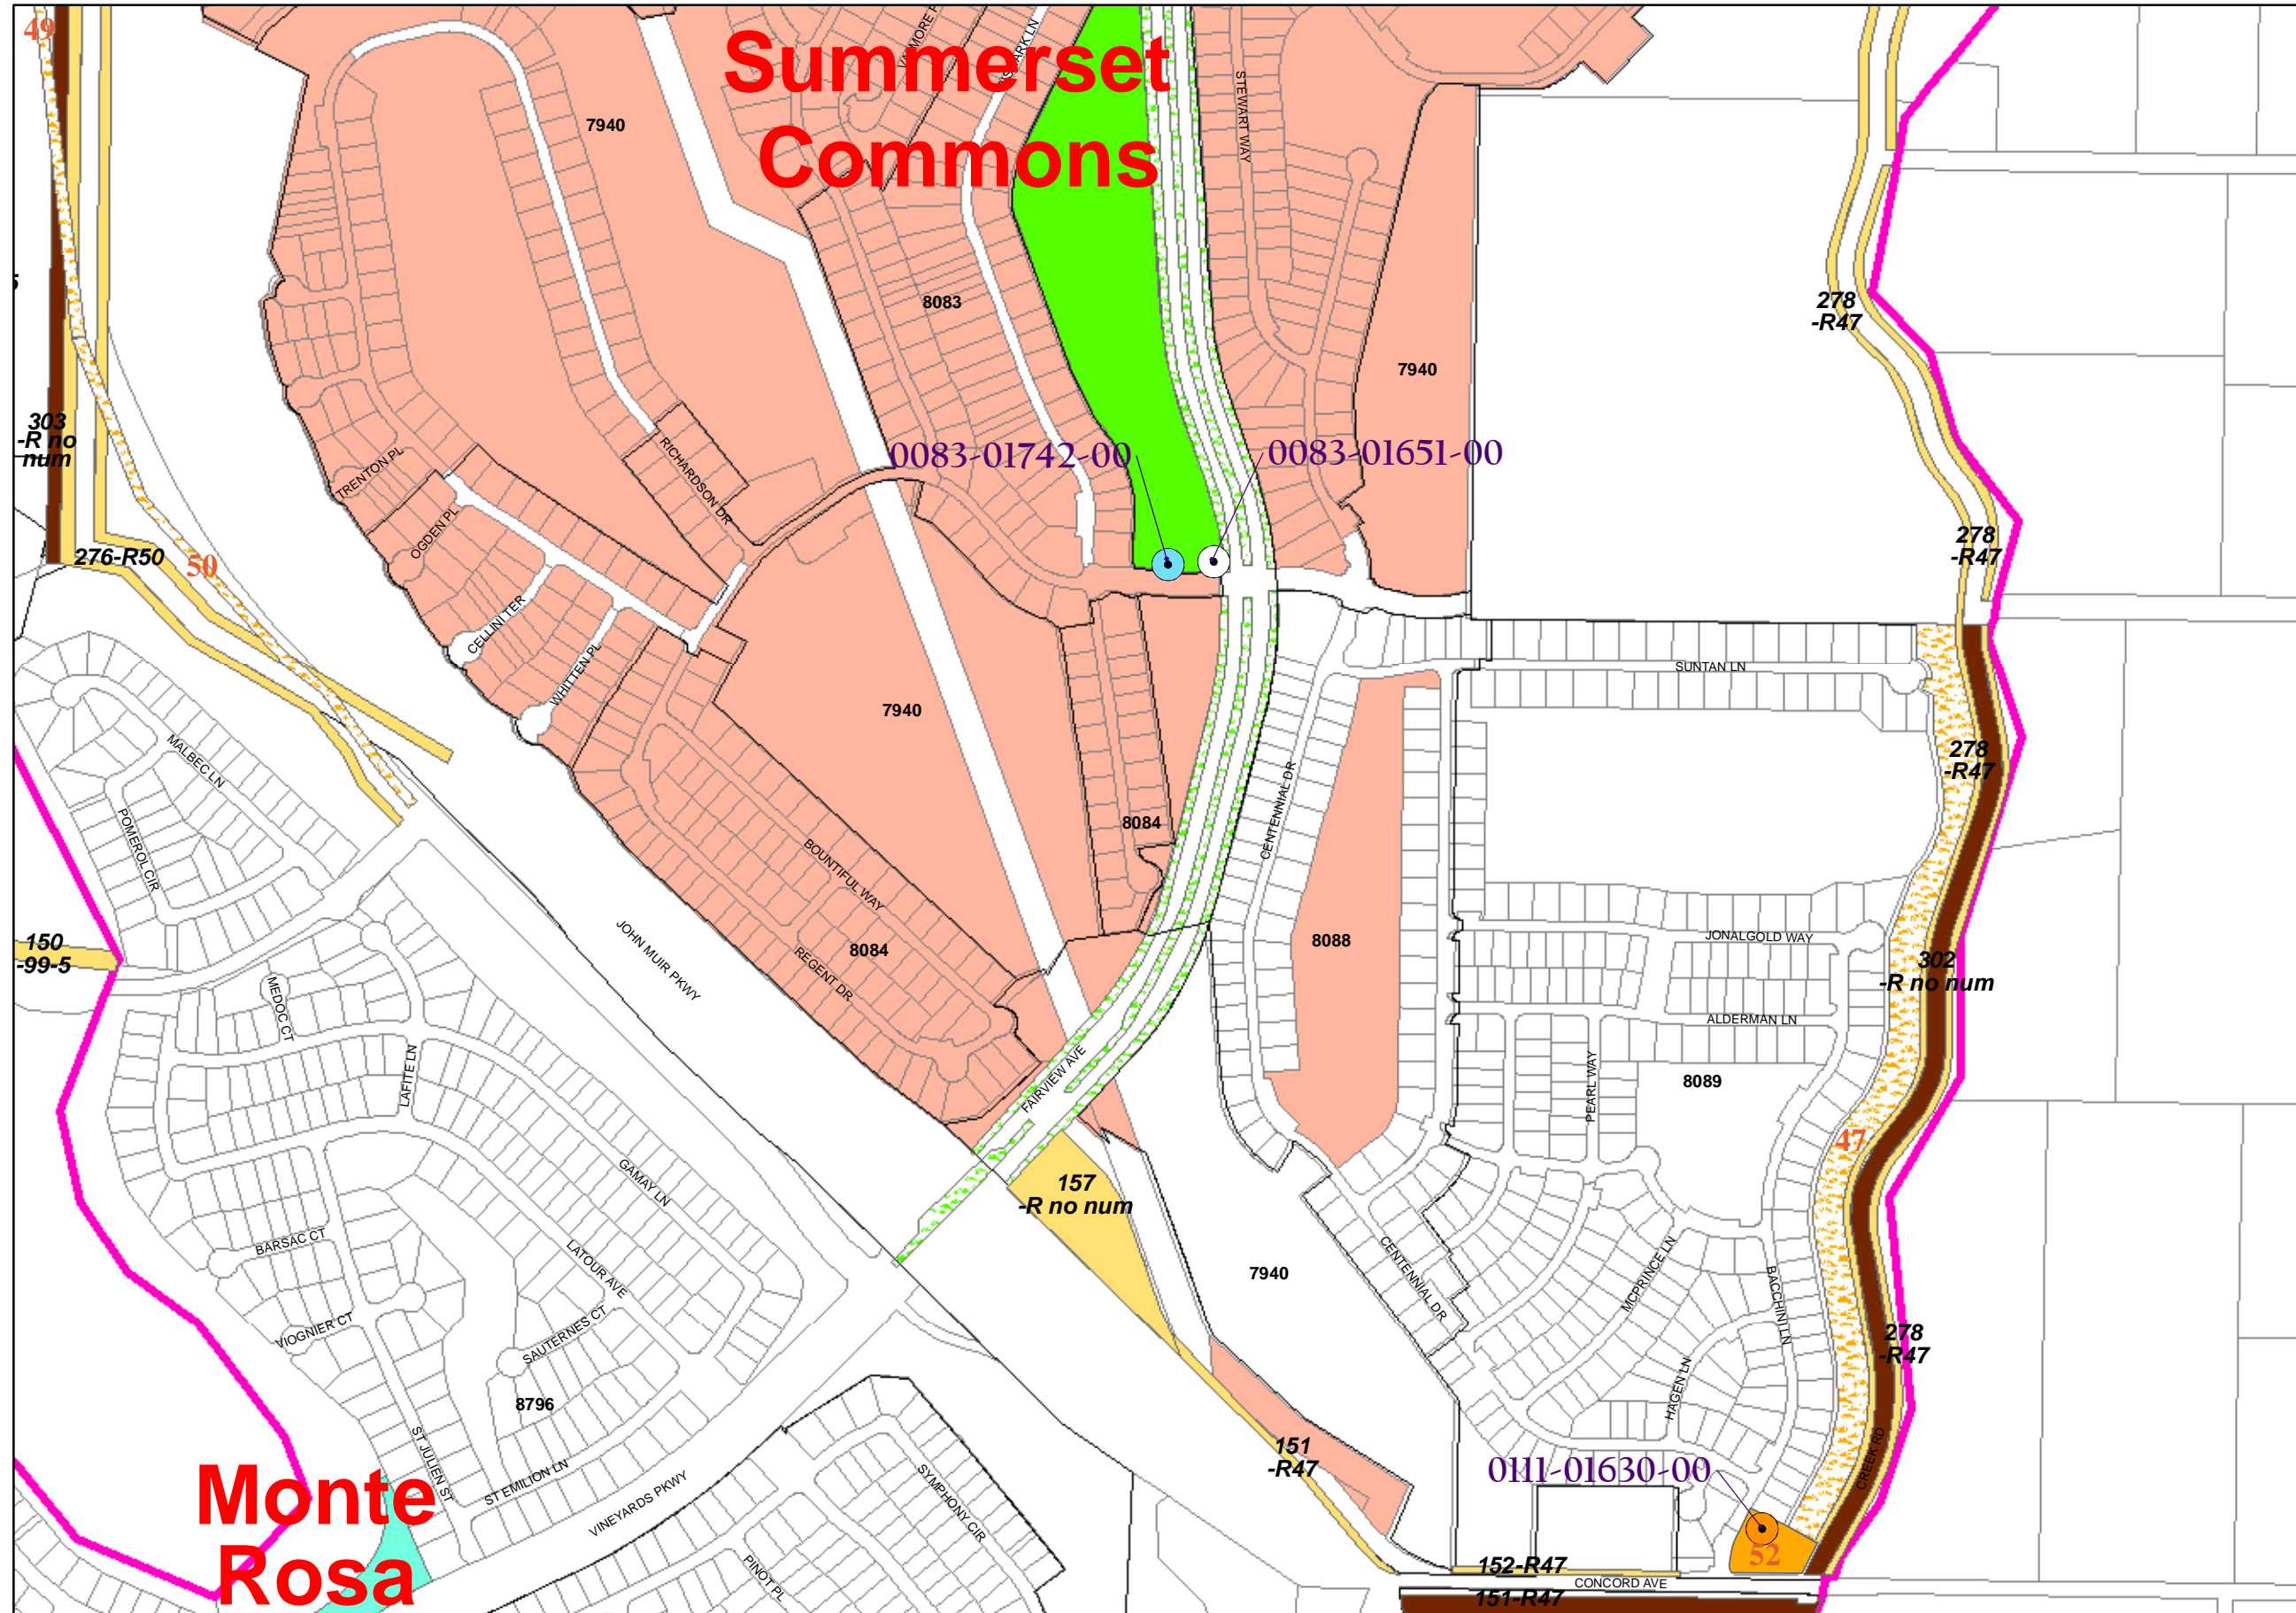 49
Summerset
Commons
STEWART WAY
7940
8083
278
-R47
7940
303
-R no
num
0083-01742-00
0083-01651-00
TRENTON PL
RICHARDSON DR
OGDEN PL
276-R50
50
278
-R47
CELLINI TER
WHITTEN PL
SUNTAN LN
7940
MALBEC LN
278
-R47
POMEROL CIR
CENTENNIAL DR
8084
BOUNTIFUL WAY
150
-99-5
JOHN MUIR PKWY
8084
REGENT DR
8088
JONALGOLD WAY
302
-R no num
MEDOC CT
ALDERMAN LN
LAFITE LN
FAIRVIEW AVE
PEARL WAY
8089
47
GAMAY LN
157
-R no num
BARSAC CT
LATOUR AVE
7940
CENTENNIAL DR
MCPRINCE LN
BACCHINI LN
VIOGNIER CT
SAUTERNES CT
278
-R47
8796
HAGEN LN
ST JULIEN ST
151
-R47
CREEK RD
0111-01630-00
Monte
Rosa
ST EMILION LN
VINEYARDS PKWY
SYMPHONY CIR
PINOT PL
52
152-R47
CONCORD AVE
151-R47